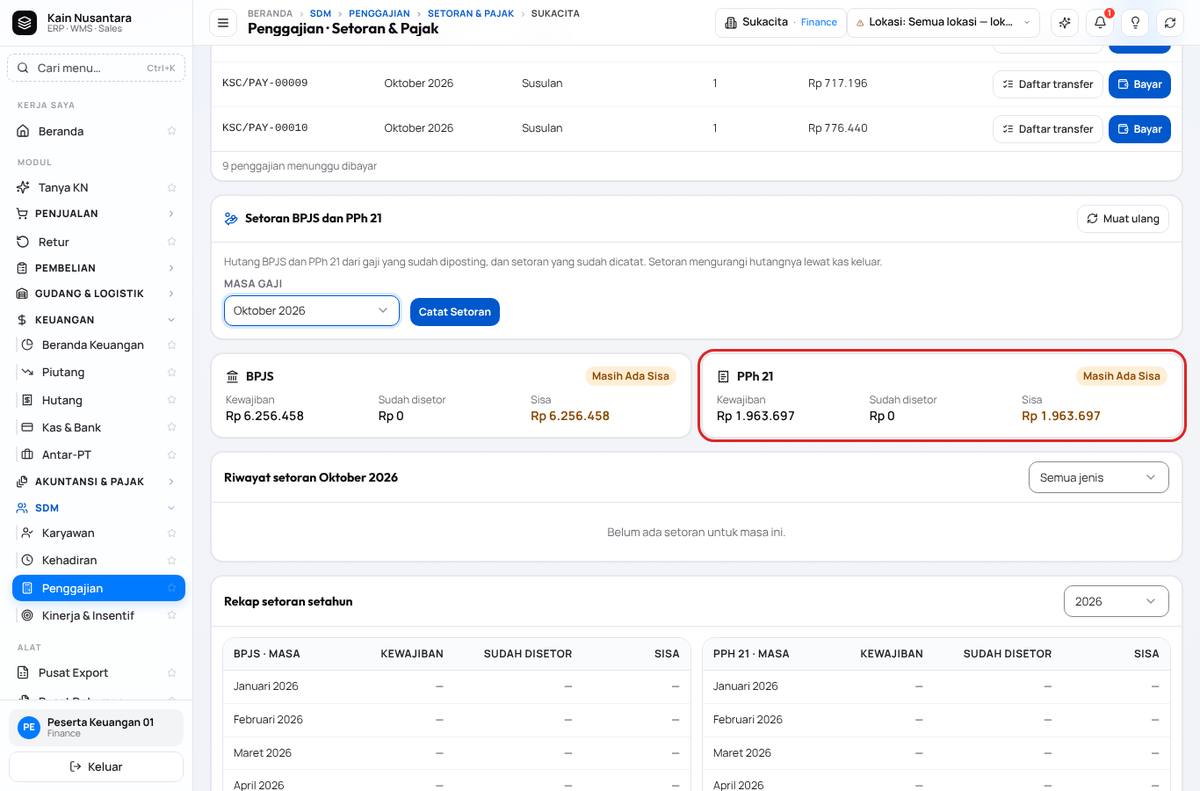 Kain Nusantara
ERP · WMS · Sales
Cari menu... Ctrl+K
KERJA SAYA
Beranda
MODUL
Tanya KN
PENJUALAN
Retur
PEMBELIAN
GUDANG & LOGISTIK
KEUANGAN
Beranda Keuangan
Piutang
Hutang
Kas & Bank
Antar-PT
AKUNTANSI & PAJAK
SDM
Karyawan
Kehadiran
Penggajian
Kinerja & Insentif
ALAT
Pusat Export
PE Peserta Keuangan 01
Finance
Keluar
BERANDA > SDM > PENGGAJIAN > SETORAN & PAJAK > SUKACITA
Penggajian · Setoran & Pajak
Sukacita · Finance
Lokasi: Semua lokasi — lok...
1
KSC/PAY-00009 Oktober 2026 Susulan 1 Rp 717.196 Daftar transfer Bayar
KSC/PAY-00010 Oktober 2026 Susulan 1 Rp 776.440 Daftar transfer Bayar
9 penggajian menunggu dibayar
Setoran BPJS dan PPh 21 Muat ulang
Hutang BPJS dan PPh 21 dari gaji yang sudah diposting, dan setoran yang sudah dicatat. Setoran mengurangi hutangnya lewat kas keluar.
MASA GAJI
Oktober 2026 Catat Setoran
BPJS Masih Ada Sisa
Kewajiban Sudah disetor Sisa
Rp 6.256.458 Rp 0 Rp 6.256.458
PPh 21 Masih Ada Sisa
Kewajiban Sudah disetor Sisa
Rp 1.963.697 Rp 0 Rp 1.963.697
Riwayat setoran Oktober 2026 Semua jenis
Belum ada setoran untuk masa ini.
Rekap setoran setahun 2026
BPJS · MASA KEWAJIBAN SUDAH DISETOR SISA
Januari 2026 — — —
Februari 2026 — — —
Maret 2026 — — —
April 2026 — — —
PPH 21 · MASA KEWAJIBAN SUDAH DISETOR SISA
Januari 2026 — — —
Februari 2026 — — —
Maret 2026 — — —
April 2026 — — —